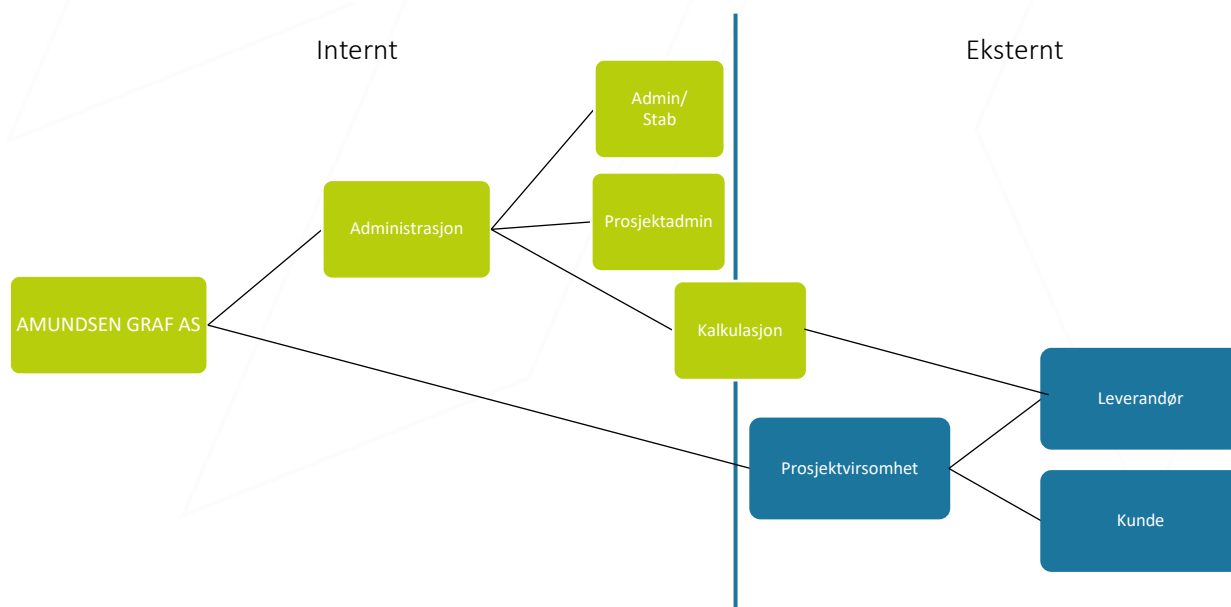 Internt
Eksternt
Admin/
Stab
Prosjektadmin
Administrasjon
AMUNDSEN GRAF AS
Kalkulasjon
Leverandør
Prosjektvirsomhet
Kunde